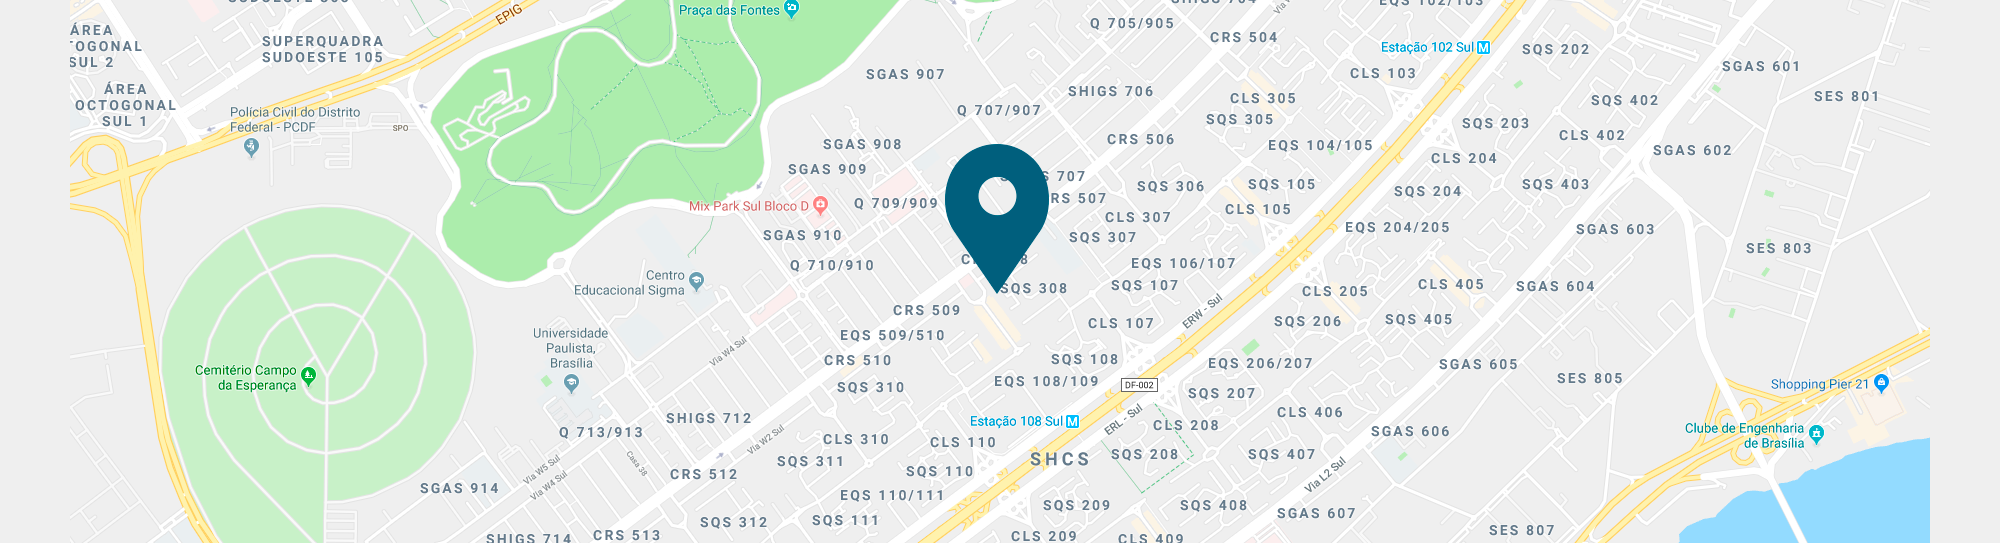 Praça das Fontes
EPIG
ÁREA
TOGONAL
SUL 2
SUPERQUADRA
SUDOESTE 105
ÁREA
OCTOGONAL
SUL 1
Polícia Civil do Distrito
Federal - PCDF
SPO
SGAS 907
Q 705/905
CRS 504
EQS 102/103
Estação 102 Sul
SQS 202
SGAS 601
CLS 103
SES 801
SHIGS 706
CLS 305
SQS 305
SQS 402
Q 707/907
SQS 203
CLS 402
CRS 506
EQS 104/105
SGAS 602
SGAS 908
CLS 204
SGAS 909
707
SQS 306
SQS 105
SQS 204
SQS 403
Mix Park Sul Bloco D
Q 709/909
507
CLS 307
CLS 105
EQS 204/205
SGAS 603
SGAS 910
SQS 307
SES 803
Q 710/910
EQS 106/107
Centro
Educacional Sigma
SQS 308
SQS 107
CLS 205
CLS 405
SGAS 604
CRS 509
ERW - Sul
CLS 107
SQS 206
SQS 405
Universidade
Paulista,
Brasília
EQS 509/510
Via W4 Sul
CRS 510
SQS 108
EQS 206/207
SGAS 605
Cemitério Campo
da Esperança
SQS 310
EQS 108/109
DF-002
SQS 207
SES 805
Shopping Pier 21
SHIGS 712
Estação 108 Sul
ERL - Sul
CLS 406
Q 713/913
Via W2 Sul
CLS 310
CLS 110
CLS 208
SGAS 606
Clube de Engenharia
de Brasília
SHCS
SQS 208
SQS 407
Casa 38
Via W5 Sul
Via W4 Sul
CRS 512
SQS 311
SQS 110
Via L2 Sul
SGAS 914
EQS 110/111
SQS 209
SQS 408
SGAS 607
SQS 312
SQS 111
SES 807
SHIGS 714
CRS 513
CLS 209
CLS 409